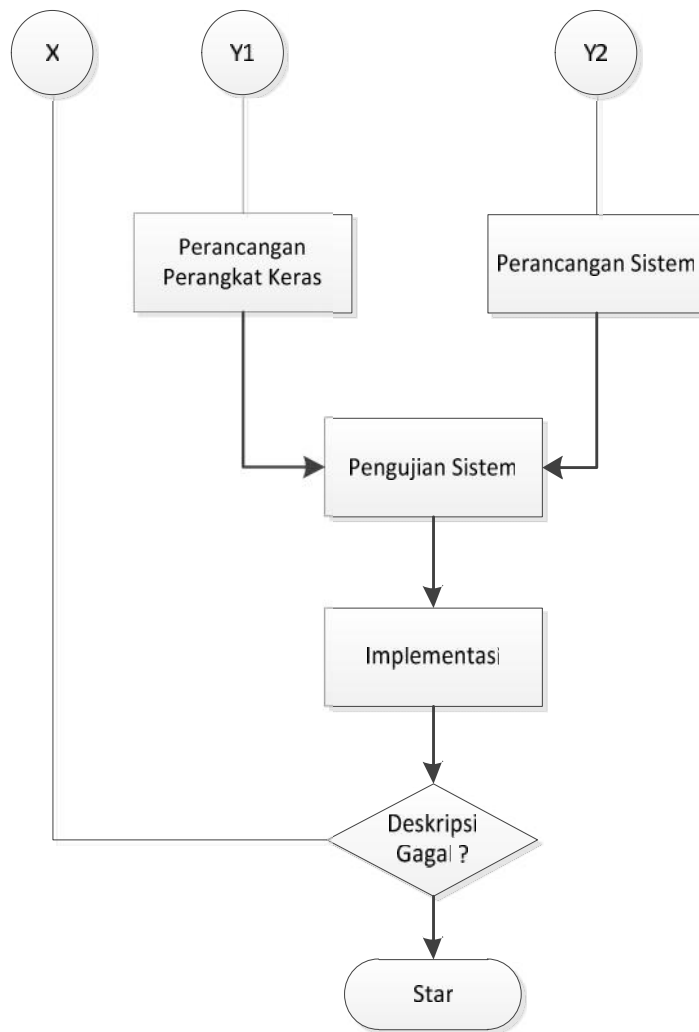 X
Y1
Y2
Perancangan
Perangkat Keras
Perancangan Sistem
Pengujian Sistem
Implementasi
Deskripsi
Gagal ?
Star